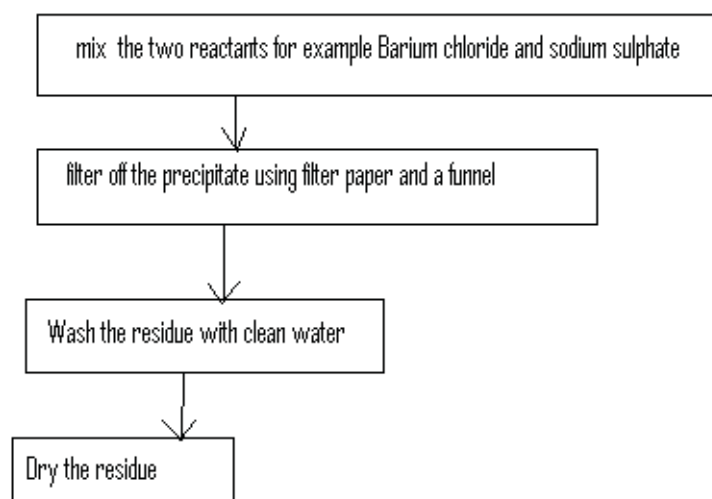 mix the two reactants for example Barium chloride and sodium sulphate
filter off the precipitate using filter paper and a funnel
Wash the residue with clean water
Dry the residue